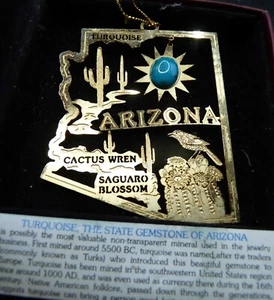 TURQUOISE
ARIZONA
CACTUS WREN
SAGUARO
BLOSSOM
TURQUOISE, THE STATE GEMSTONE OF ARIZONA
is possibly the most valuable non-transparent mineral used in the jewelry
business. First mined around 5500 BC, turquoise was named after the traders
(commonly known as Turks) who introduced this beautiful gemstone to
Europe. Turquoise has been mined in the southwestern United States region
since around 1000 AD, and was even used as currency there during the 16th
century. Native American folklore, passed down through the